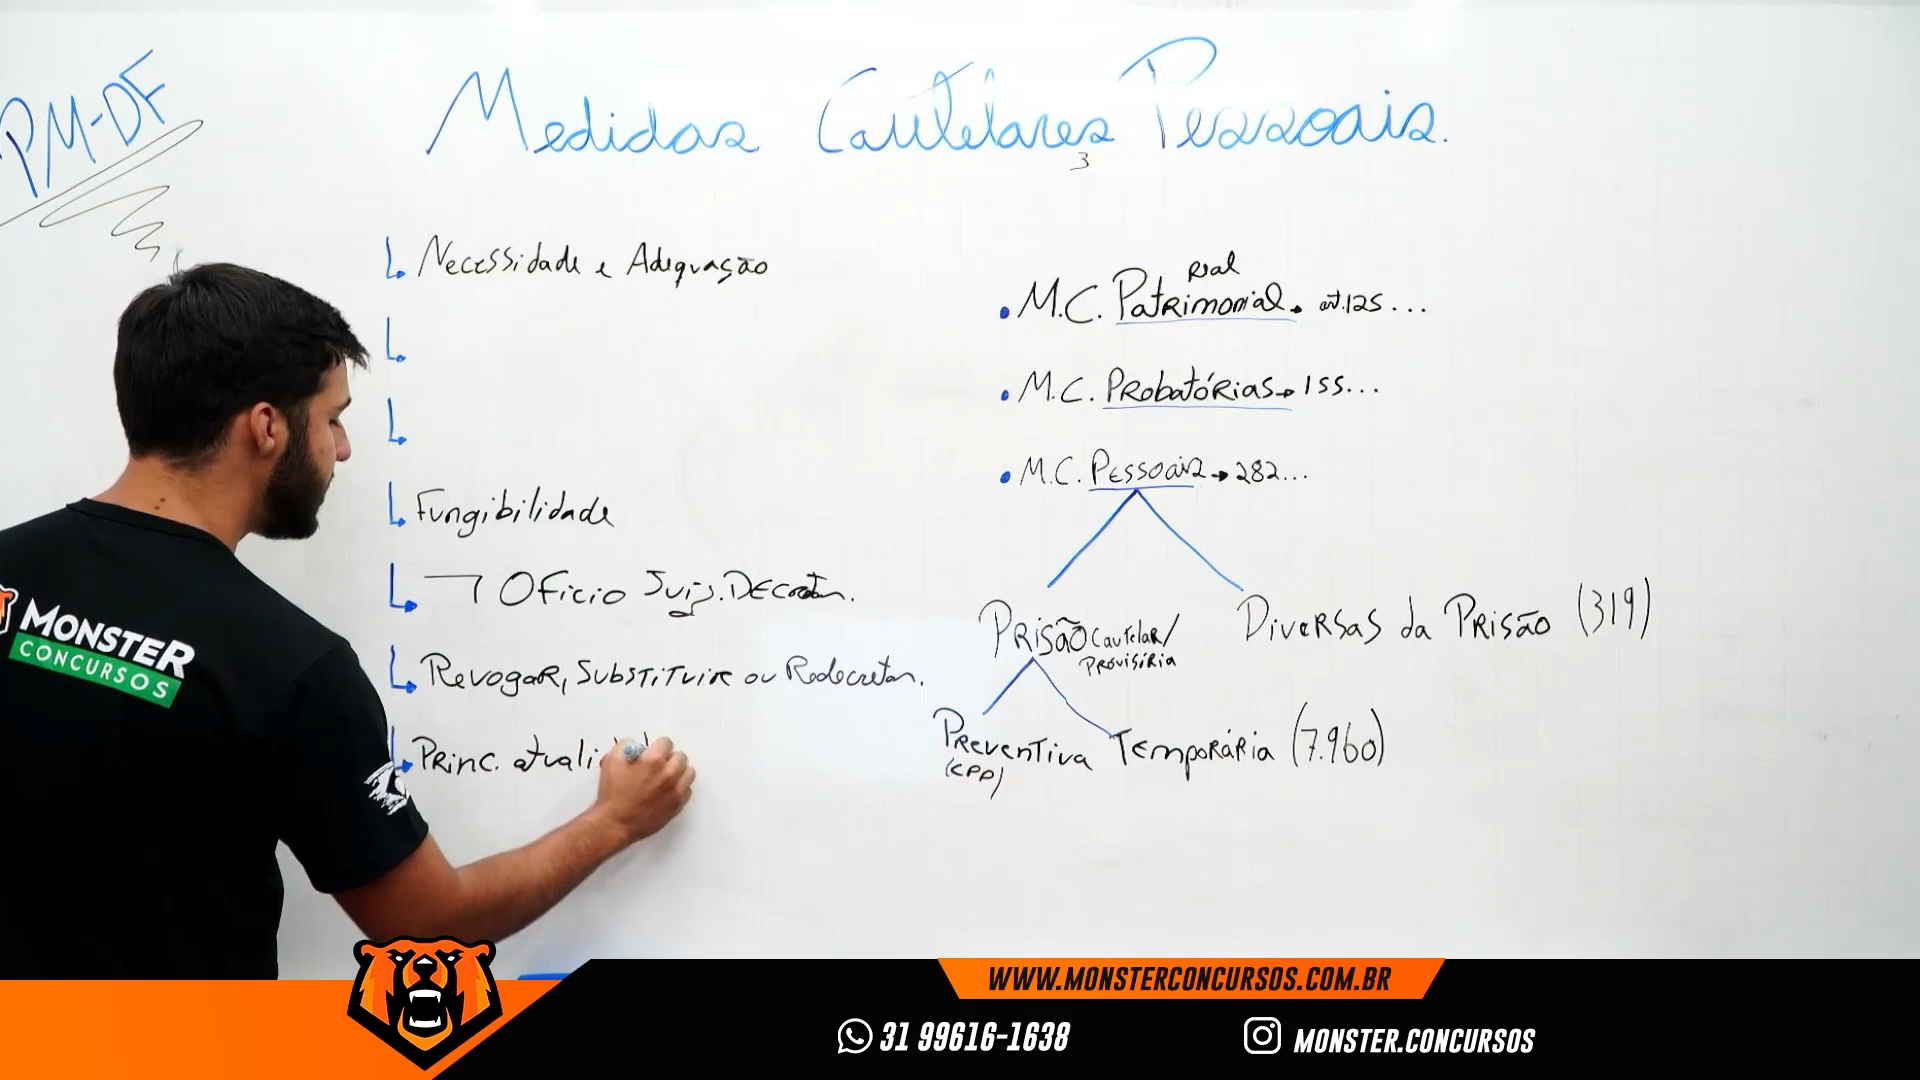 PM-DF
Medidas Cautelares Pessoais.
3
Necessidade e Adequação
Fungibilidade
¬ Ofício Juiz. Decretar.
Revogar, Substituir ou Redecretar.
Princ. atuali
real
• M.C. Patrimonial → art.125...
• M.C. Probatórias → 155...
• M.C. Pessoais → 282...
Prisão Cautelar/
Provisória
Diversas da Prisão (319)
Preventiva
(CPP)
Temporária (7.960)
MONSTER
CONCURSOS
WWW.MONSTERCONCURSOS.COM.BR
31 99616-1638
MONSTER.CONCURSOS